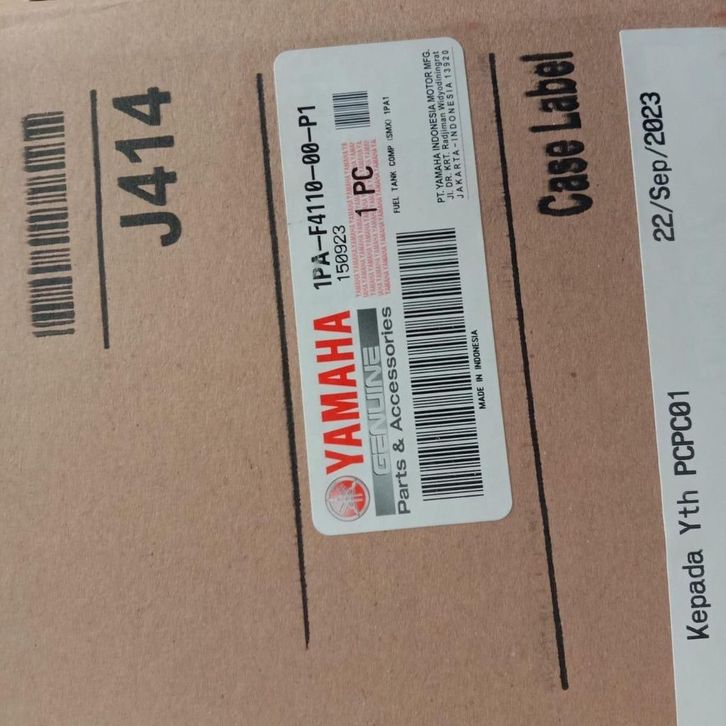 J414
YAMAHA
GENUINE
Parts & Accessories
1PA-F4110-00-P1
150923
1 PC
FUEL TANK COMP (SMX) 1PA1
MADE IN INDONESIA
PT. YAMAHA INDONESIA MOTOR MFG.
Jl. DR. KRT. Radjiman Widyodiningrat
JAKARTA-INDONESIA 13920
Case Label
22/Sep/2023
Kepada Yth PCPC01